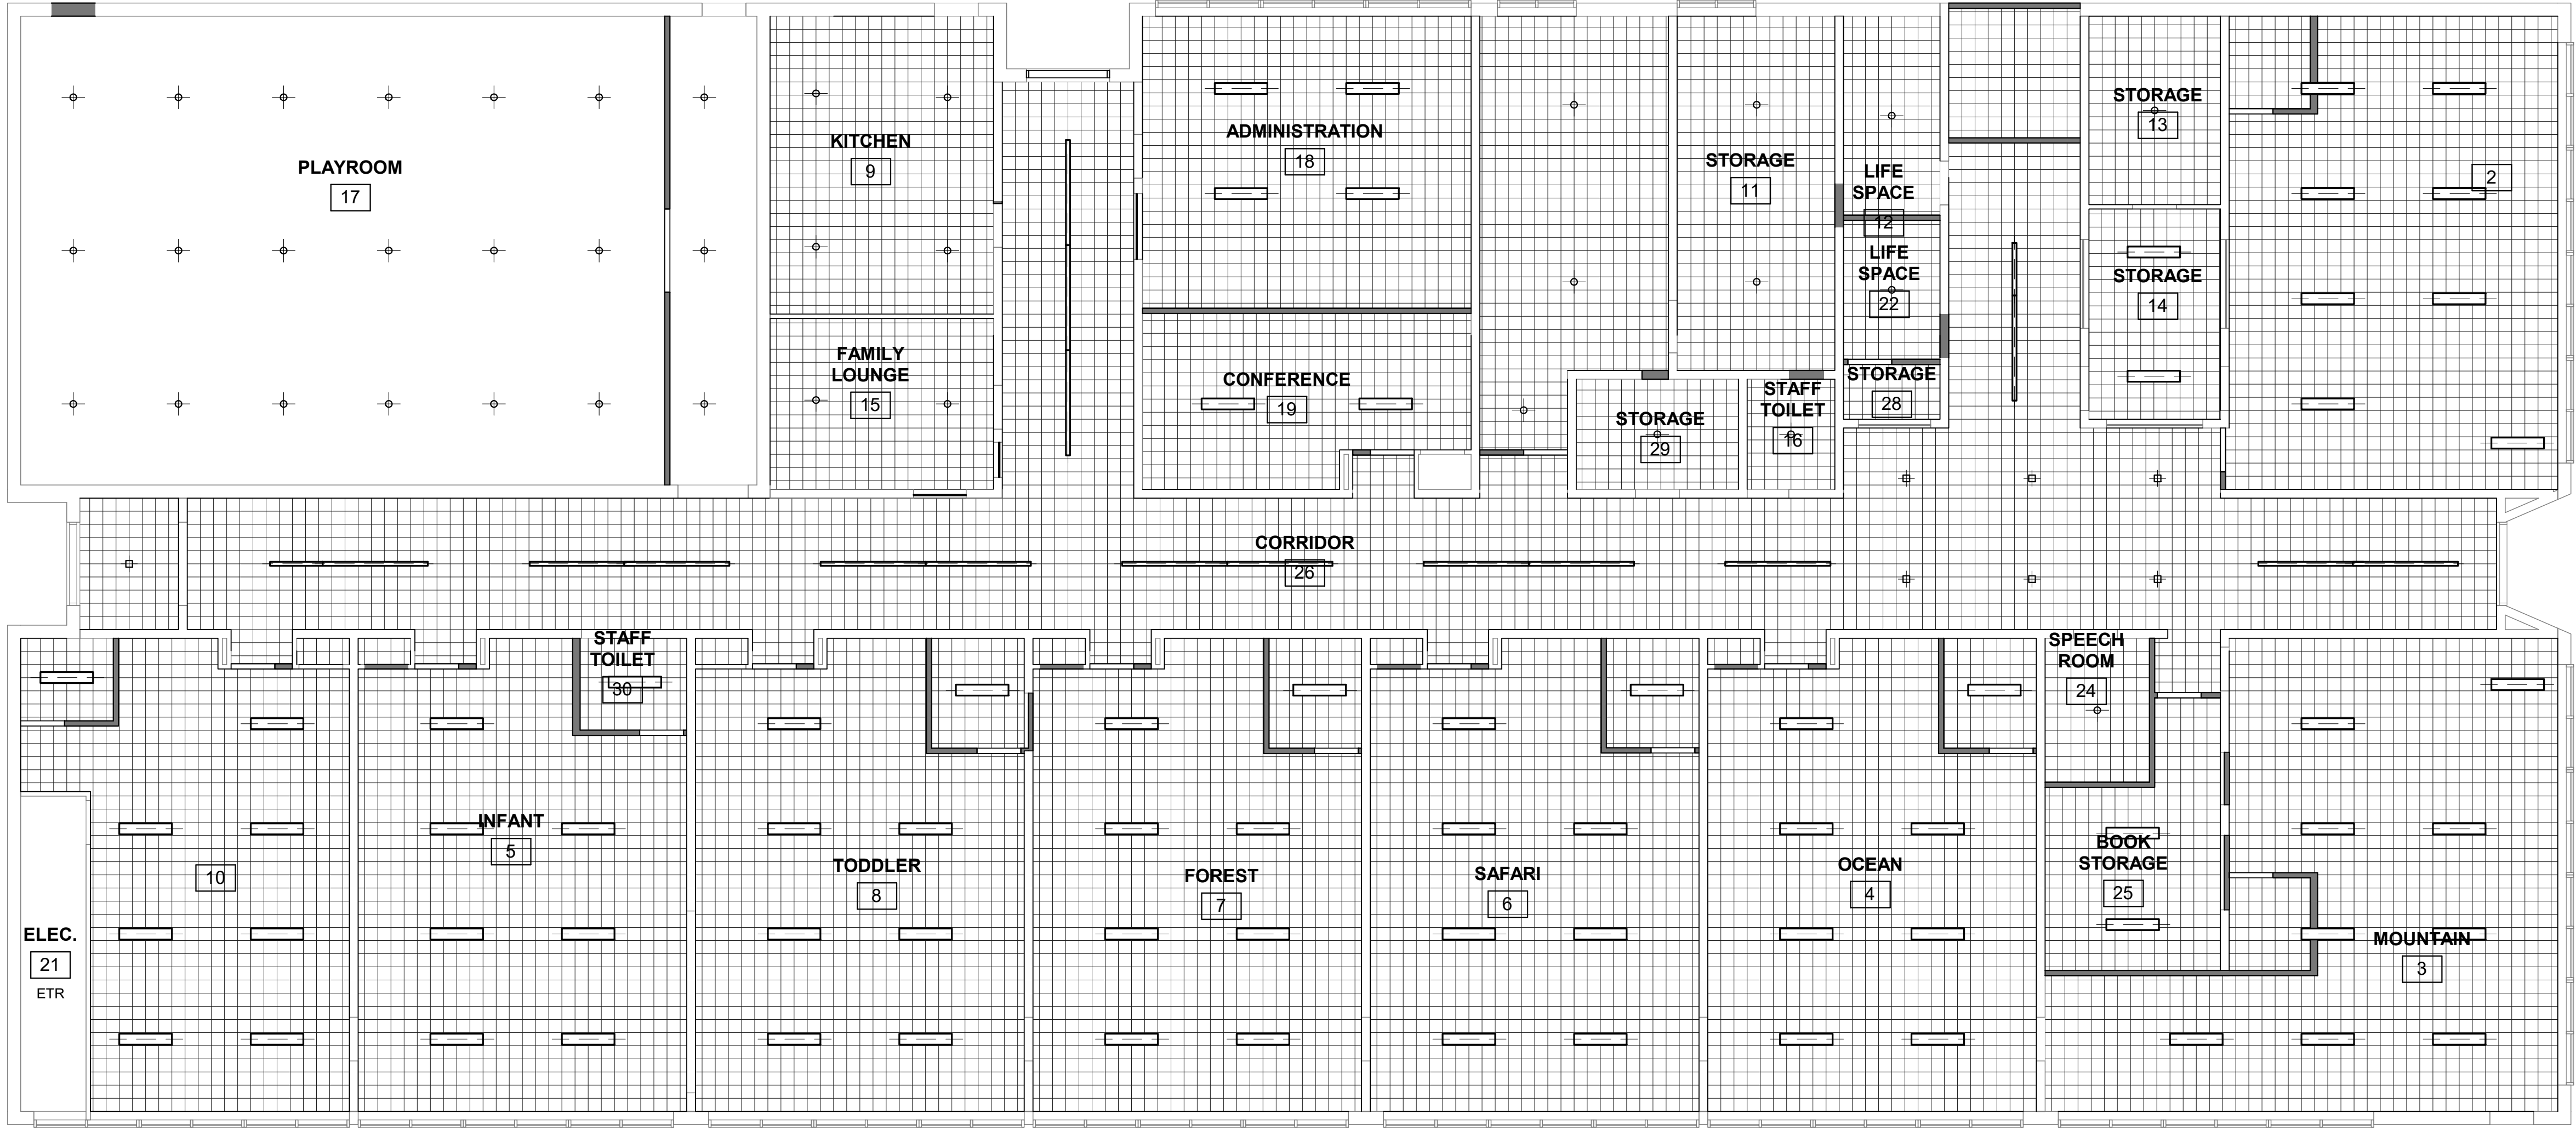 PLAYROOM
17
KITCHEN
9
FAMILY
LOUNGE
15
ADMINISTRATION
18
CONFERENCE
19
STORAGE
11
STORAGE
29
STAFF
TOILET
16
LIFE
SPACE
12
LIFE
SPACE
22
STORAGE
28
STORAGE
13
STORAGE
14
2
CORRIDOR
26
ELEC.
21
ETR
10
INFANT
5
STAFF
TOILET
30
TODDLER
8
FOREST
7
SAFARI
6
OCEAN
4
SPEECH
ROOM
24
BOOK
STORAGE
25
MOUNTAIN
3